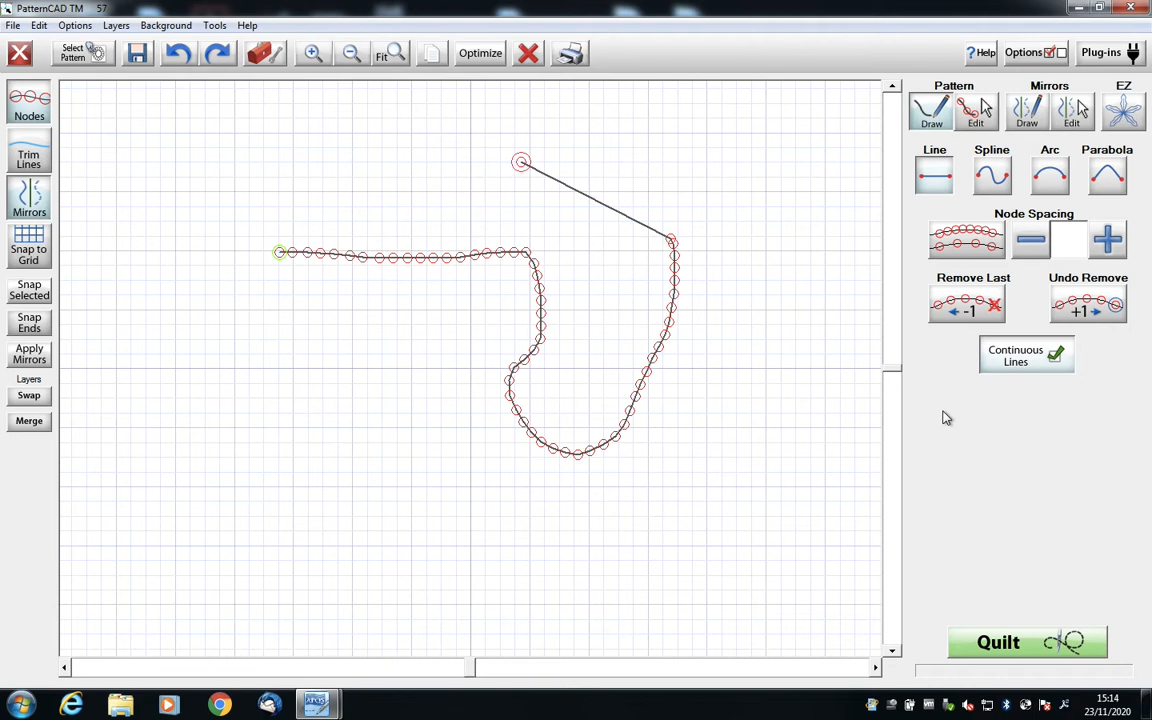 PatternCAD TM 57
File Edit Options Layers Background Tools Help
Select Pattern
Fit
Optimize
Help
Options
Plug-ins
Nodes
Trim Lines
Mirrors
Snap to Grid
Snap Selected
Snap Ends
Apply Mirrors
Layers
Swap
Merge
Pattern Mirrors EZ
Draw Edit Draw Edit
Line Spline Arc Parabola
Node Spacing
Remove Last Undo Remove
-1 +1
Continuous Lines
Quilt
15:14
23/11/2020